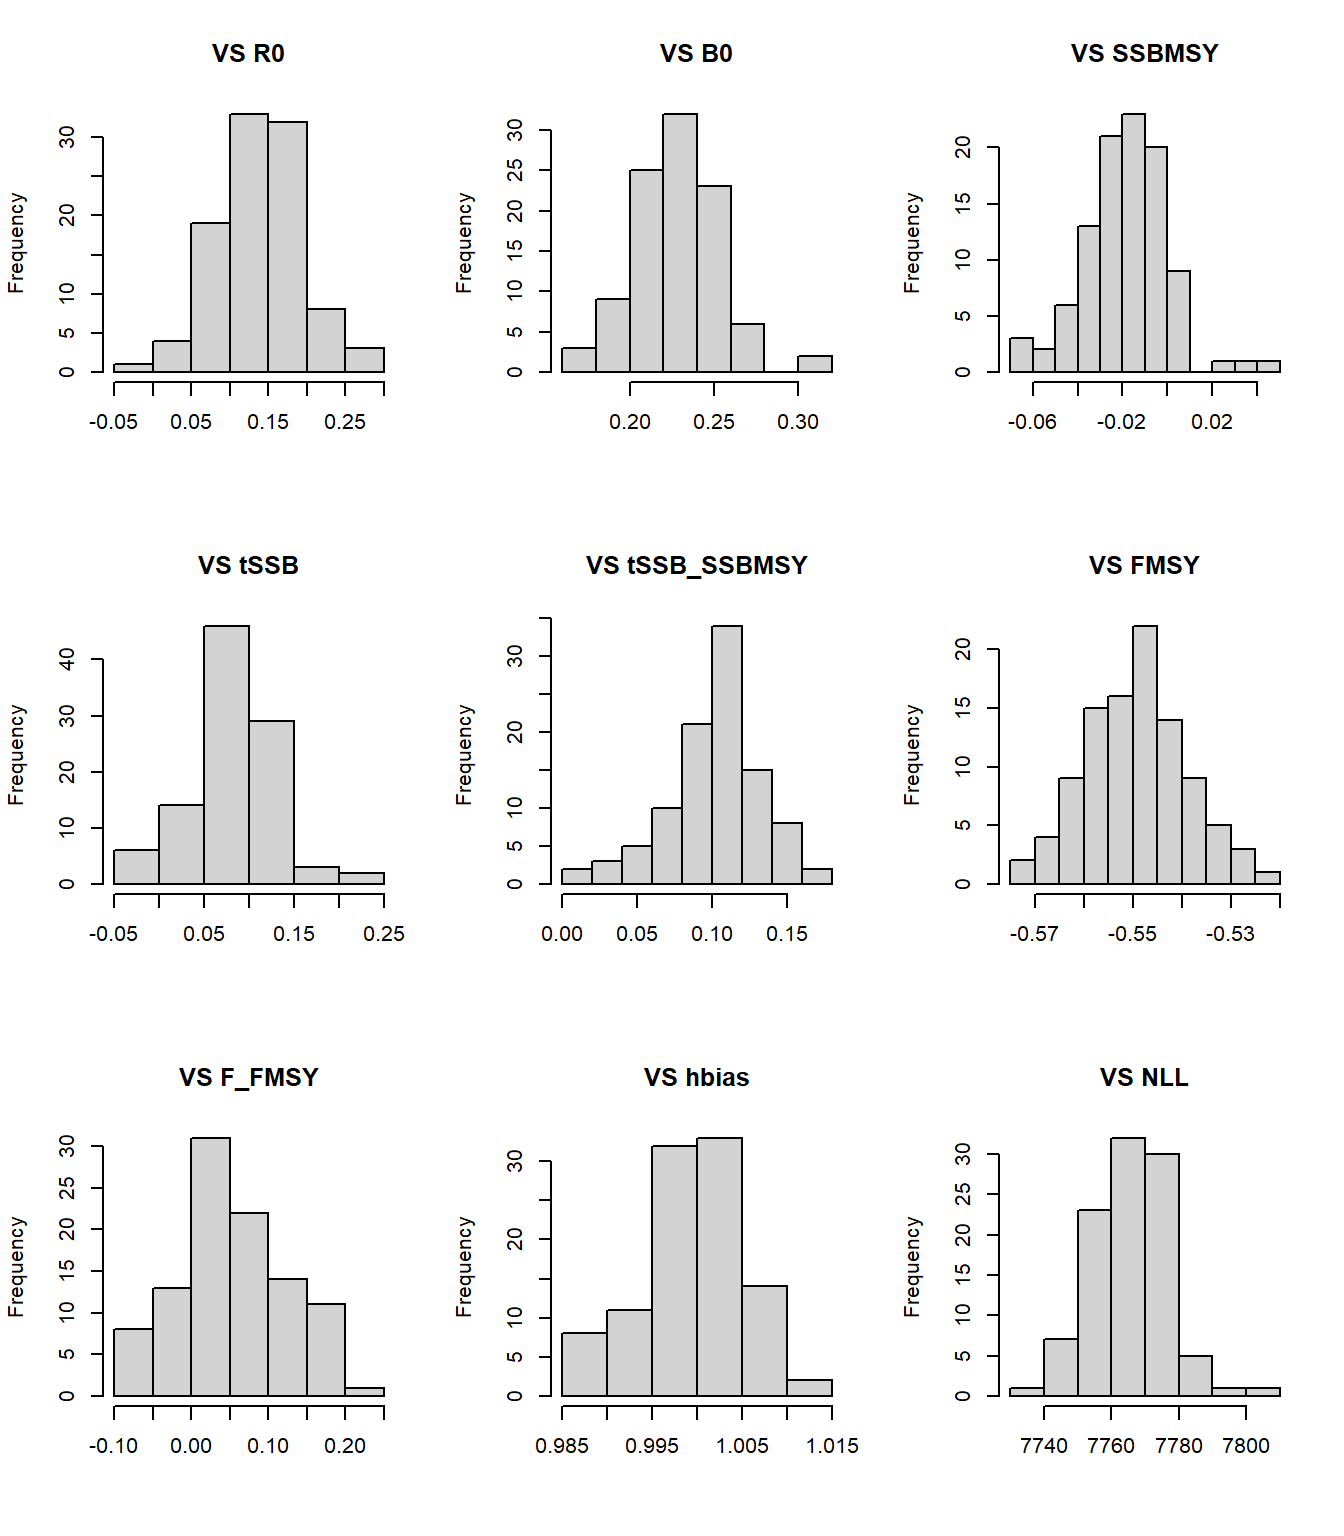 VS R0
VS B0
VS SSBMSY
Frequency
0 5 10 20 30
-0.05 0.05 0.15 0.25
Frequency
0 5 10 15 20 25 30
0.20 0.25 0.30
Frequency
0 5 10 15 20
-0.06 -0.02 0.02
VS tSSB
VS tSSB_SSBMSY
VS FMSY
Frequency
0 10 20 30 40
-0.05 0.05 0.15 0.25
Frequency
0 5 10 20 30
0.00 0.05 0.10 0.15
Frequency
0 5 10 15 20
-0.57 -0.55 -0.53
VS F_FMSY
VS hbias
VS NLL
Frequency
0 5 10 15 20 25 30
-0.10 0.00 0.10 0.20
Frequency
0 5 10 20 30
0.985 0.995 1.005 1.015
Frequency
0 5 10 15 20 25 30
7740 7760 7780 7800